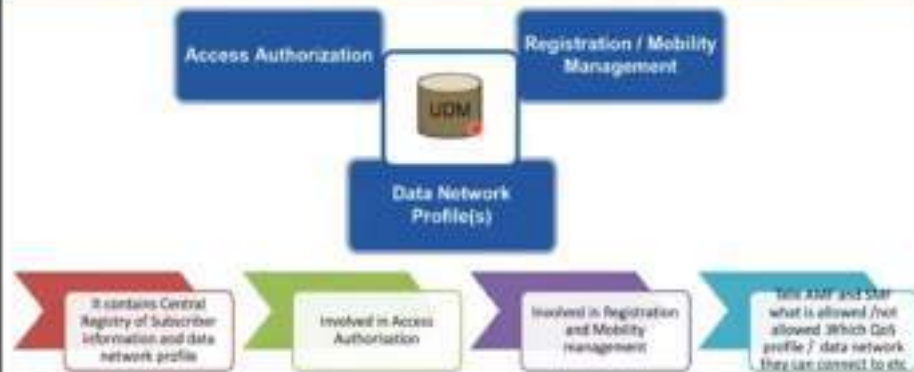 Access Authorization
Registration / Mobility
Management
UDM
Data Network
Profile(s)
It contains Central
Registry of Subscriber
information and data
network profile
Involved in Access
Authorisation
Involved in Registration
and Mobility
management
Tells AMF and SMF
what is allowed /not
allowed .Which QoS
profile / data network
they can connect to etc